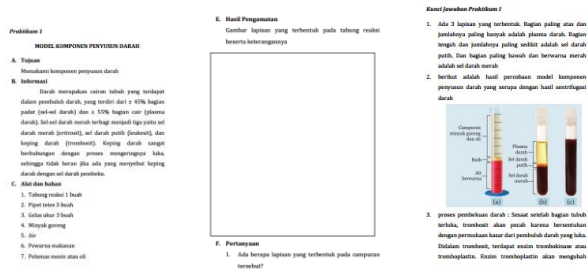 Praktikum I
MODEL KOMPONEN PENYUSUN DARAH
A. Tujuan
Memahami komponen penyusun darah
B. Informasi
Darah merupakan cairan tubuh yang terdapat
dalam pembuluh darah, yang terdiri dari ± 45% bagian
padat (sel-sel darah) dan ± 55% bagian cair (plasma
darah). Sel-sel darah merah terbagi menjadi tiga yaitu sel
darah merah (eritrosit), sel darah putih (leukosit), dan
keping darah (trombosit). Keping darah sangat
berhubungan dengan proses mengeringnya luka,
sehingga tidak heran jika ada yang menyebut keping
darah dengan sel darah pembeku.
C. Alat dan bahan
1. Tabung reaksi 1 buah
2. Pipet tetes 3 buah
3. Gelas ukur 3 buah
4. Minyak goreng
5. Air
6. Pewarna makanan
7. Pelumas mesin atau oli
E. Hasil Pengamatan
Gambar lapisan yang terbentuk pada tabung reaksi
beserta keterangannya
F. Pertanyaan
1. Ada berapa lapisan yang terbentuk pada campuran
tersebut?
Kunci Jawaban Praktikum I
1. Ada 3 lapisan yang terbentuk. Bagian paling atas dan
jumlahnya paling banyak adalah plasma darah. Bagian
tengah dan jumlahnya paling sedikit adalah sel darah
putih. Dan bagian paling bawah dan berwarna merah
adalah sel darah merah
2. berikut adalah hasil percobaan model komponen
penyusun darah yang serupa dengan hasil sentrifugasi
darah
Campuran
minyak goreng
dan oli
Buih
Air
berwarna
Plasma
darah
Sel darah
putih
Sel darah
merah
(a)
(b)
(c)
3. proses pembekuan darah : Sesaat setelah bagian tubuh
terluka, trombosit akan pecah karena bersentuhan
dengan permukaan kasar dari pembuluh darah yang luka.
Didalam trombosit, terdapat enzim trombokinase atau
tromboplastin. Enzim tromboplastin akan mengubah